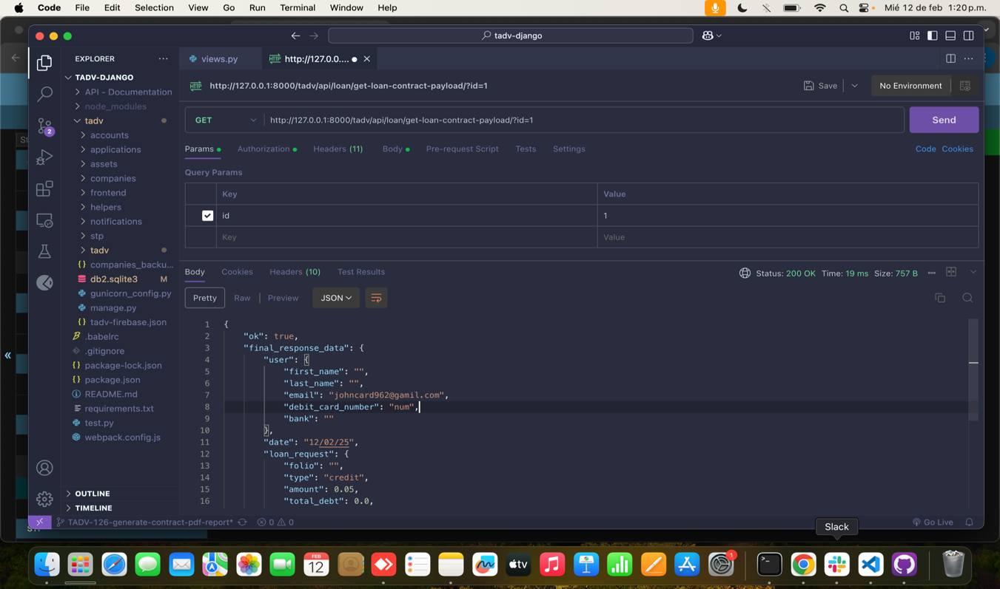 Code File Edit Selection View Go Run Terminal Window Help Mié 12 de feb 1:20 p.m.
tadv-django
EXPLORER
TADV-DJANGO
API - Documentation
node_modules
tadv
accounts
applications
assets
companies
frontend
helpers
notifications
stp
tadv
companies_backu...
db2.sqlite3 M
gunicorn_config.py
manage.py
tadv-firebase.json
.babelrc
.gitignore
package-lock.json
package.json
README.md
requirements.txt
test.py
webpack.config.js
OUTLINE
TIMELINE
2
views.py
HTTP http://127.0.0....
HTTP http://127.0.0.1:8000/tadv/api/loan/get-loan-contract-payload/?id=1
Save
No Environment
GET http://127.0.0.1:8000/tadv/api/loan/get-loan-contract-payload/?id=1
Send
Params Authorization Headers (11) Body Pre-request Script Tests Settings
Code Cookies
Query Params
Key Value
id 1
Key Value
Body Cookies Headers (10) Test Results
Status: 200 OK Time: 19 ms Size: 757 B
Pretty Raw Preview JSON
1 {
2 "ok": true,
3 "final_response_data": {
4 "user": {
5 "first_name": "",
6 "last_name": "",
7 "email": "johncard962@gamil.com",
8 "debit_card_number": "num",
9 "bank": ""
10 },
11 "date": "12/02/25",
12 "loan_request": {
13 "folio": "",
14 "type": "credit",
15 "amount": 0.05,
16 "total_debt": 0.0,
TADV-126-generate-contract-pdf-report* 0 0
Go Live
Slack
FEB
12
tv
1